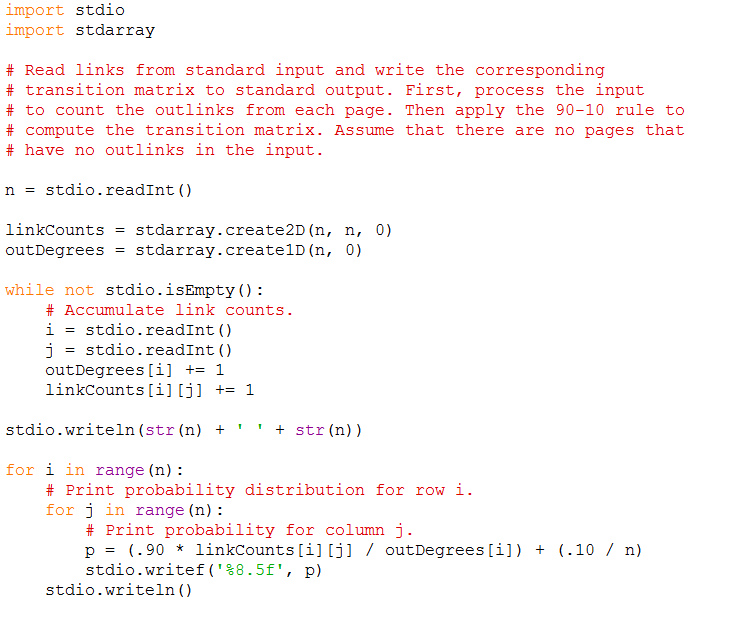 import stdio
import stdarray

# Read links from standard input and write the corresponding
# transition matrix to standard output. First, process the input
# to count the outlinks from each page. Then apply the 90-10 rule to
# compute the transition matrix. Assume that there are no pages that
# have no outlinks in the input.

n = stdio.readInt()

linkCounts = stdarray.create2D(n, n, 0)
outDegrees = stdarray.create1D(n, 0)

while not stdio.isEmpty():
    # Accumulate link counts.
    i = stdio.readInt()
    j = stdio.readInt()
    outDegrees[i] += 1
    linkCounts[i][j] += 1

stdio.writeln(str(n) + ' ' + str(n))

for i in range(n):
    # Print probability distribution for row i.
    for j in range(n):
        # Print probability for column j.
        p = (.90 * linkCounts[i][j] / outDegrees[i]) + (.10 / n)
        stdio.writef('%8.5f', p)
    stdio.writeln()